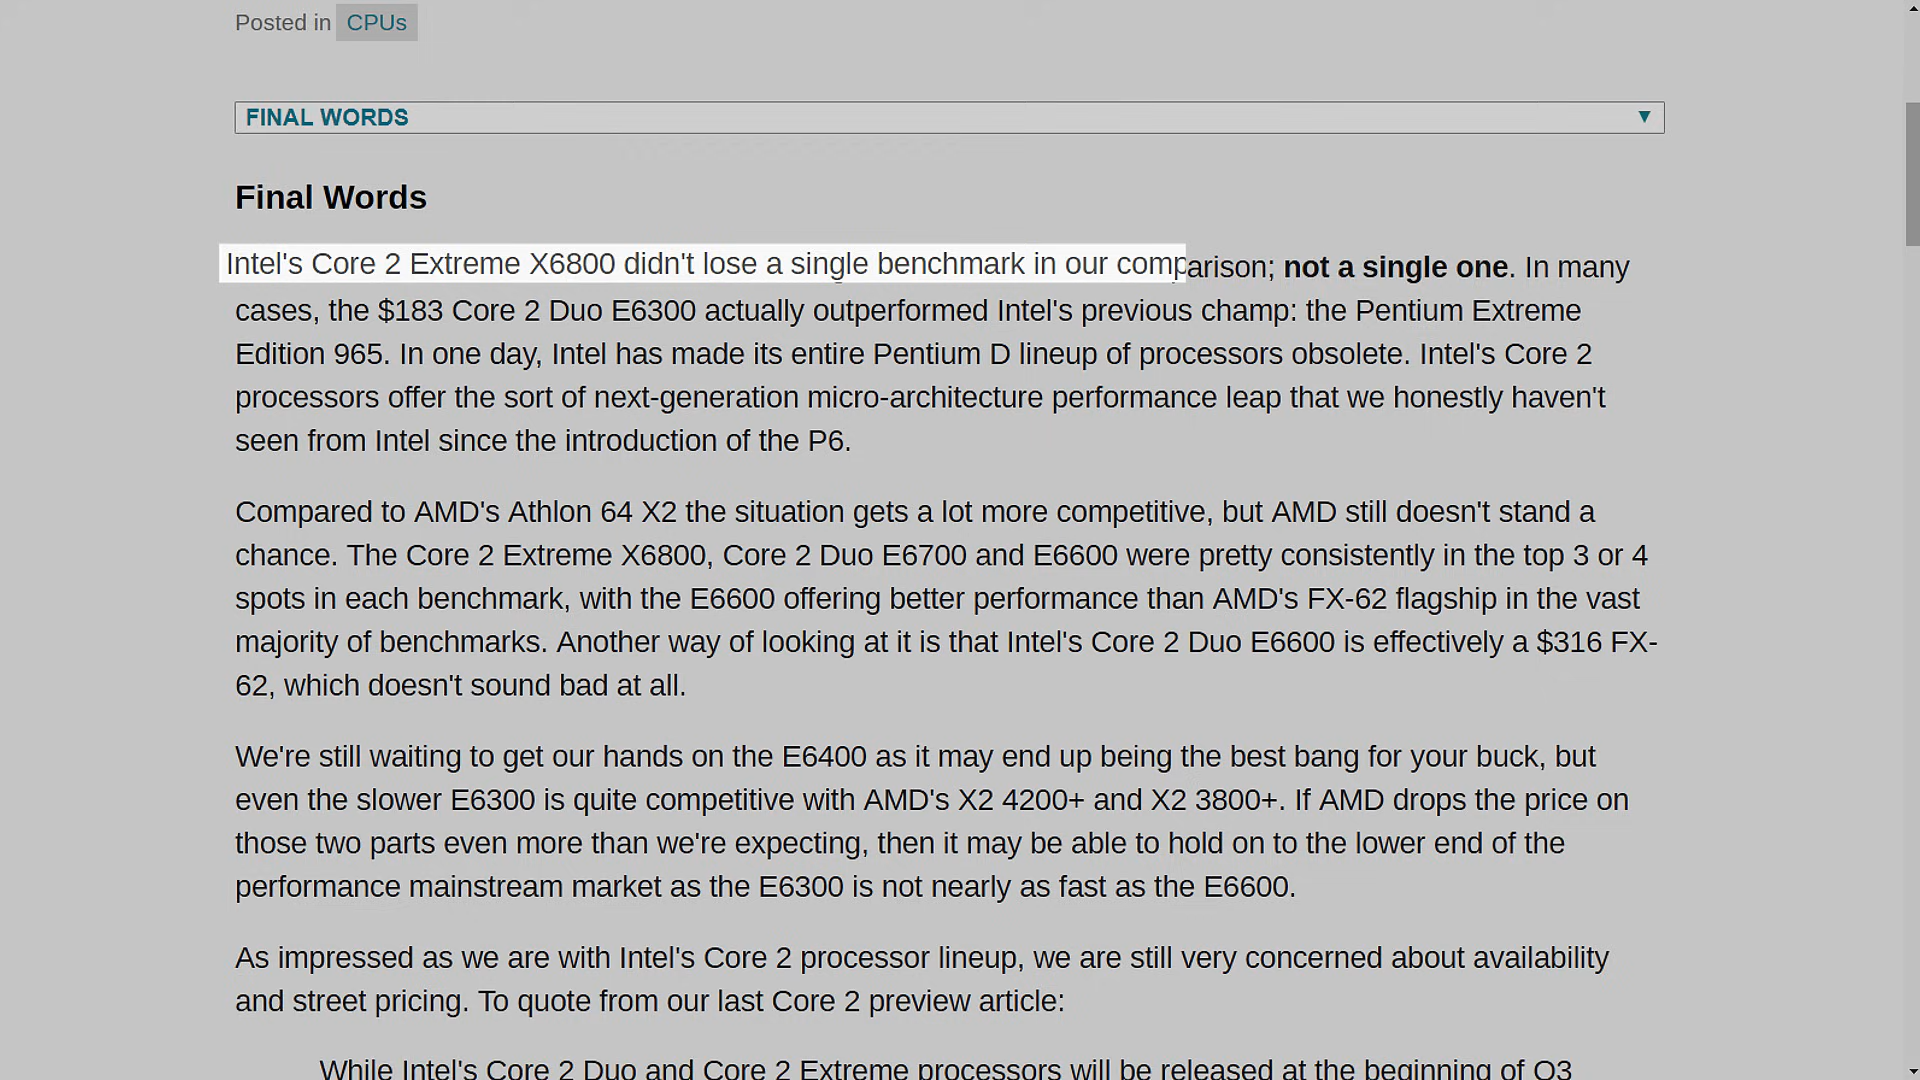 Posted in CPUs
FINAL WORDS ▼
Final Words
Intel's Core 2 Extreme X6800 didn't lose a single benchmark in our comparison; not a single one. In many
cases, the $183 Core 2 Duo E6300 actually outperformed Intel's previous champ: the Pentium Extreme
Edition 965. In one day, Intel has made its entire Pentium D lineup of processors obsolete. Intel's Core 2
processors offer the sort of next-generation micro-architecture performance leap that we honestly haven't
seen from Intel since the introduction of the P6.
Compared to AMD's Athlon 64 X2 the situation gets a lot more competitive, but AMD still doesn't stand a
chance. The Core 2 Extreme X6800, Core 2 Duo E6700 and E6600 were pretty consistently in the top 3 or 4
spots in each benchmark, with the E6600 offering better performance than AMD's FX-62 flagship in the vast
majority of benchmarks. Another way of looking at it is that Intel's Core 2 Duo E6600 is effectively a $316 FX-
62, which doesn't sound bad at all.
We're still waiting to get our hands on the E6400 as it may end up being the best bang for your buck, but
even the slower E6300 is quite competitive with AMD's X2 4200+ and X2 3800+. If AMD drops the price on
those two parts even more than we're expecting, then it may be able to hold on to the lower end of the
performance mainstream market as the E6300 is not nearly as fast as the E6600.
As impressed as we are with Intel's Core 2 processor lineup, we are still very concerned about availability
and street pricing. To quote from our last Core 2 preview article:
While Intel's Core 2 Duo and Core 2 Extreme processors will be released at the beginning of Q3